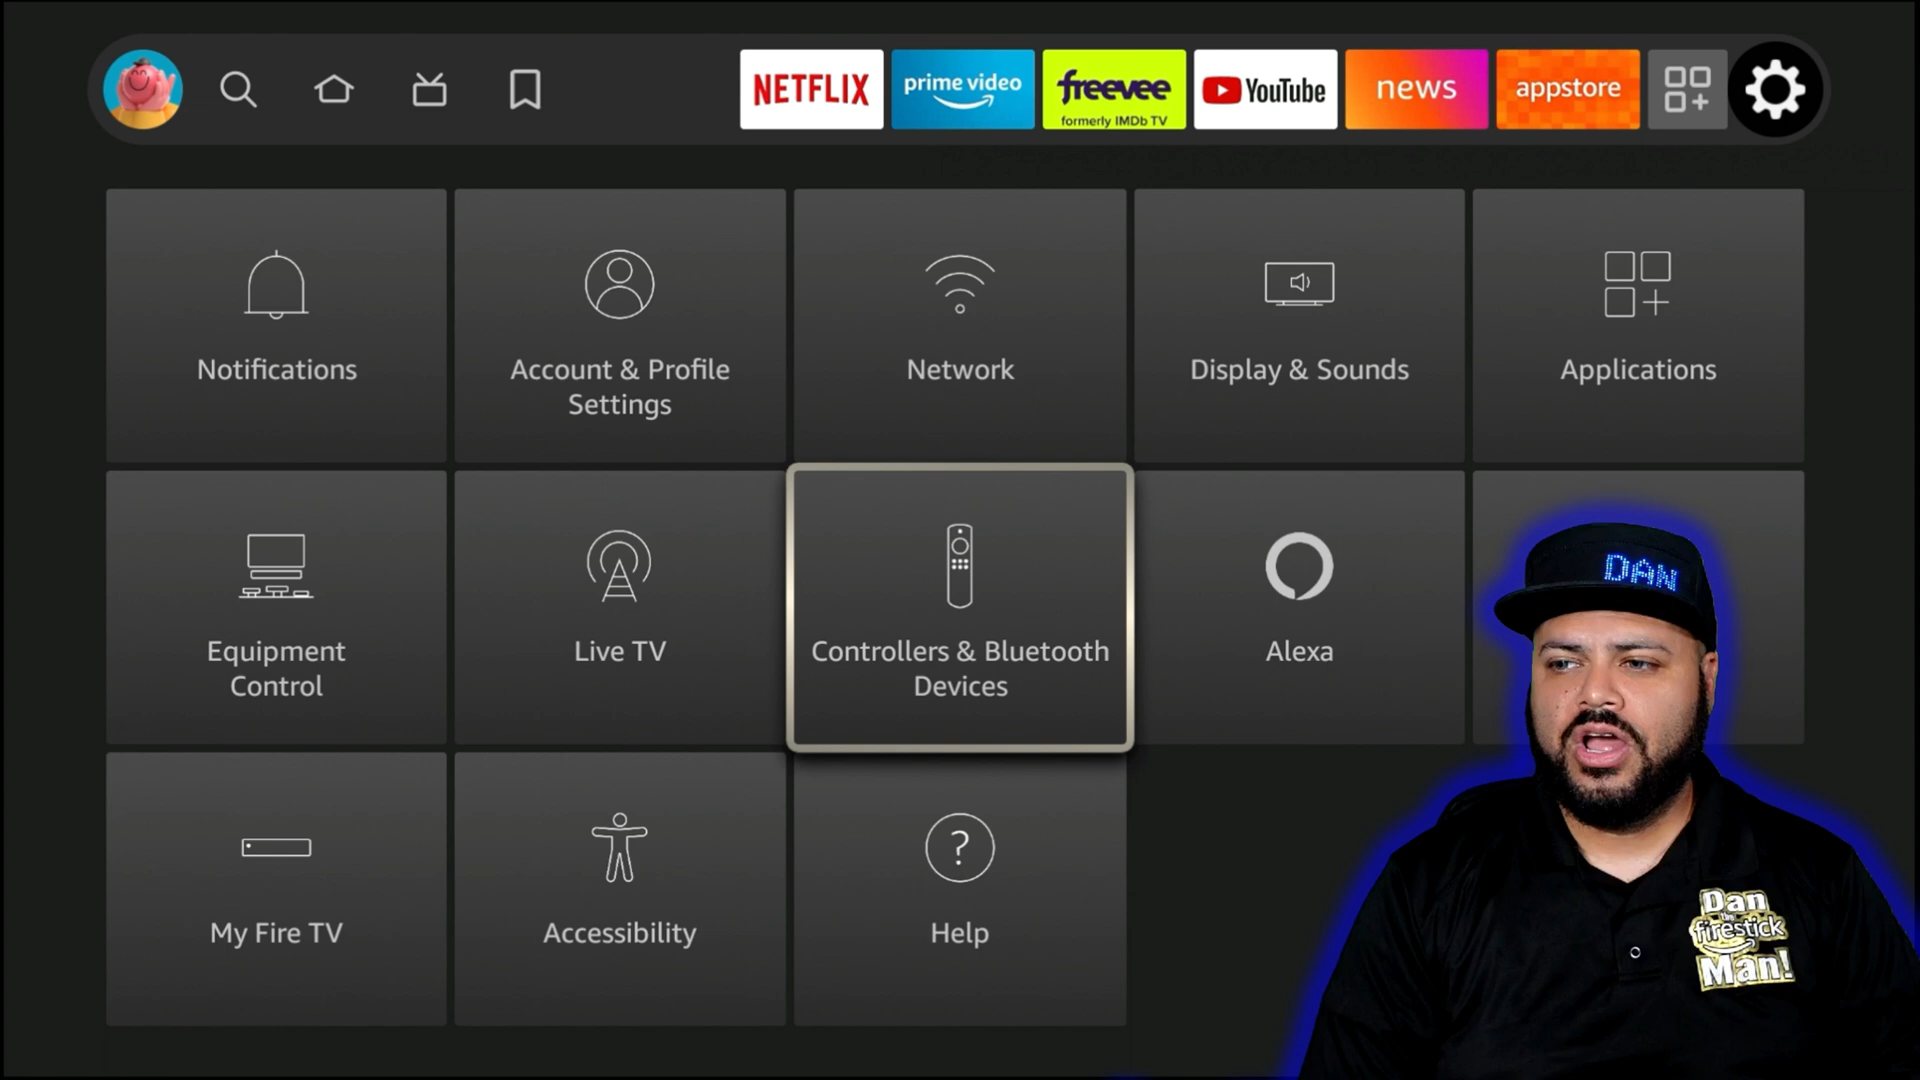 NETFLIX
prime video
freevee
formerly IMDb TV
YouTube
news
appstore
Notifications
Account & Profile
Settings
Network
Display & Sounds
Applications
Equipment
Control
Live TV
Controllers & Bluetooth
Devices
Alexa
DAN
My Fire TV
Accessibility
?
Help
Dan
the
firestick
Man!